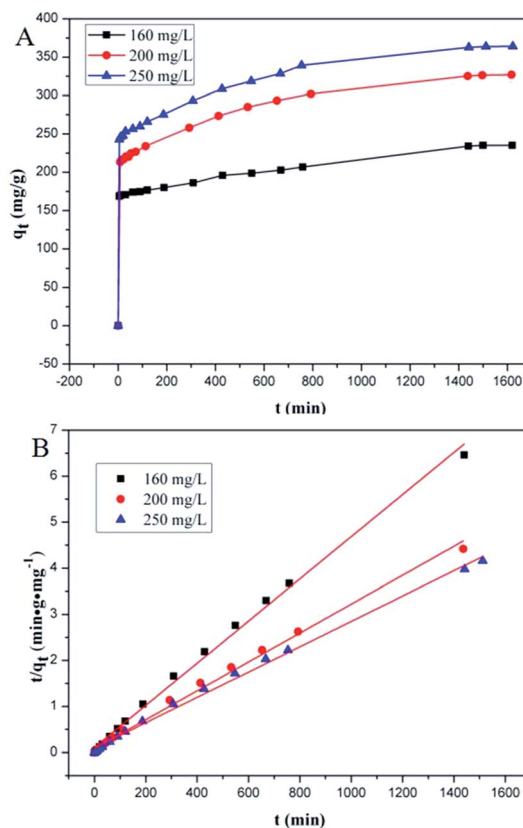 A
160 mg/L
200 mg/L
250 mg/L
400
350
300
250
200
150
100
50
0
-50
qt (mg/g)
-200 0 200 400 600 800 1000 1200 1400 1600
t (min)
B
160 mg/L
200 mg/L
250 mg/L
7
6
5
4
3
2
1
0
t/qt (min•g•mg-1)
0 200 400 600 800 1000 1200 1400 1600
t (min)